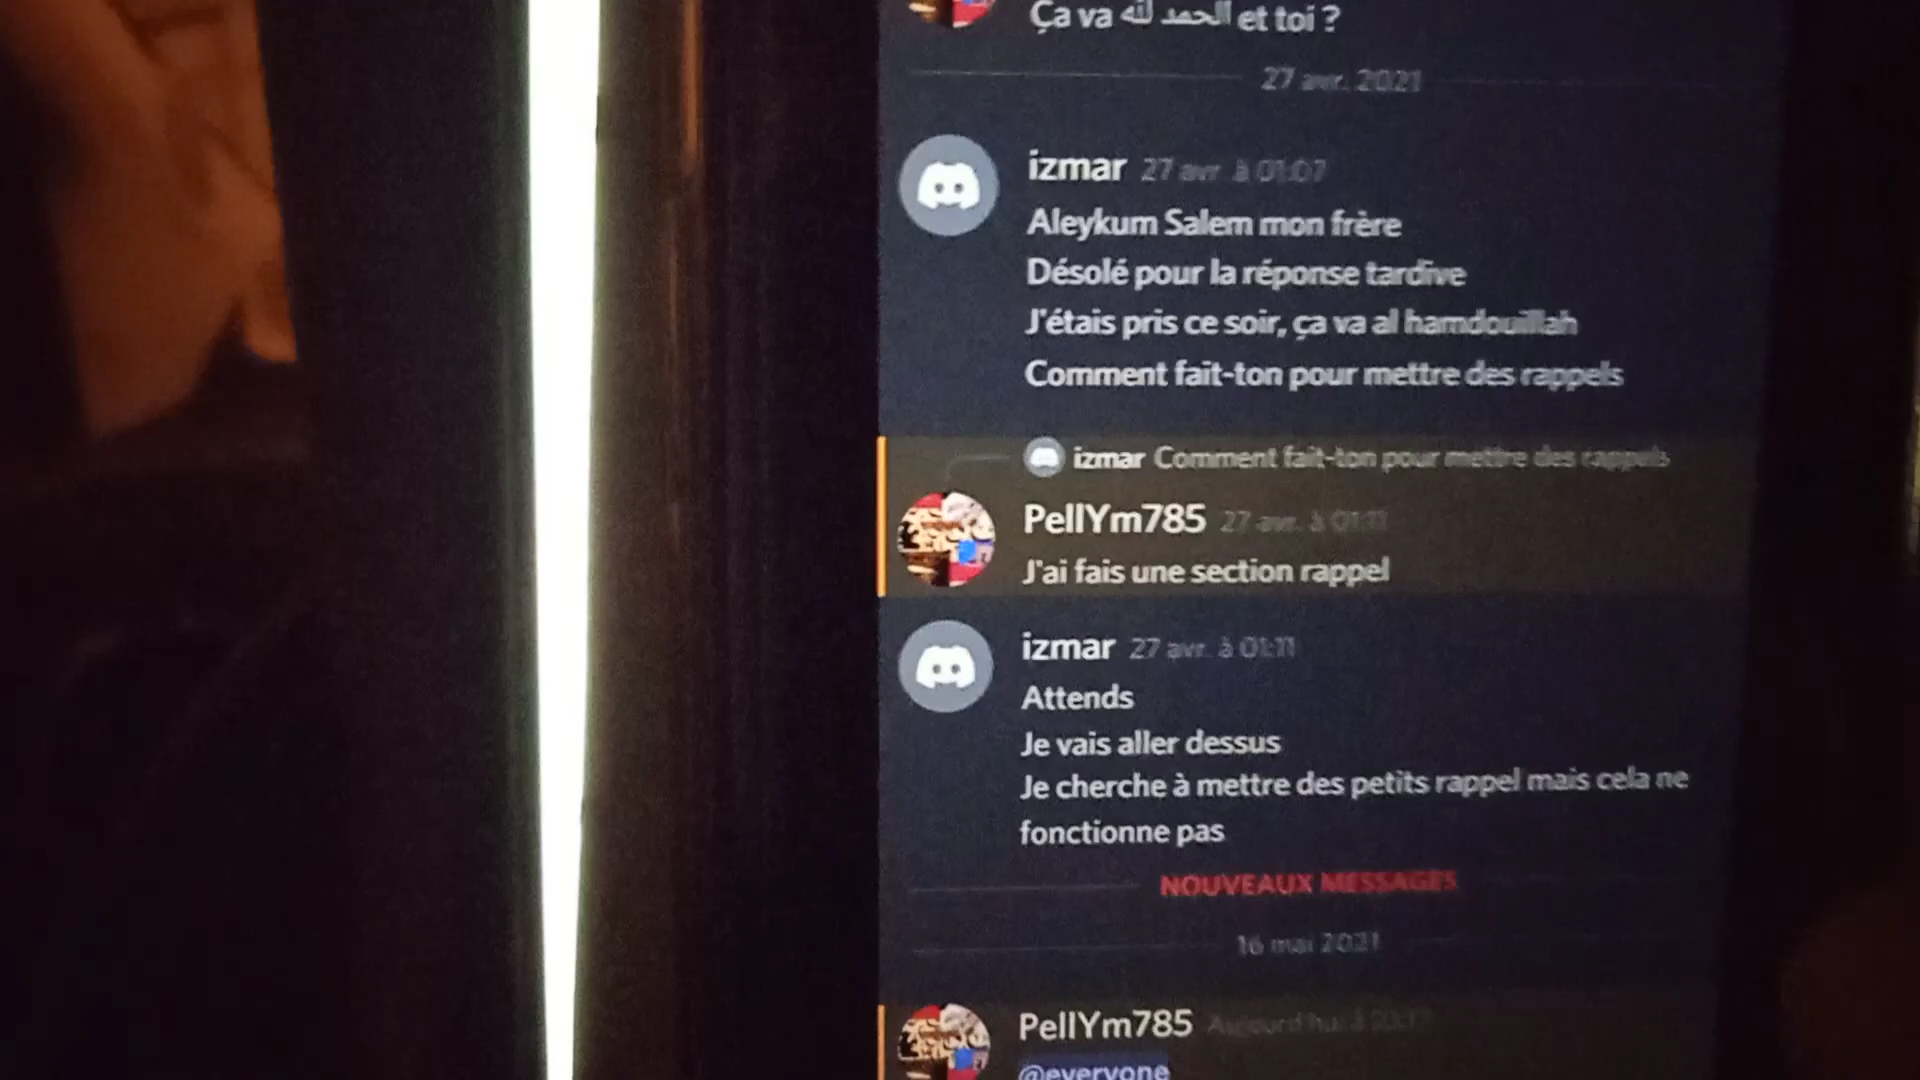 Ça va الحمد لله et toi ?
27 avr. 2021
izmar 27 avr. à 01:07
Aleykum Salem mon frère
Désolé pour la réponse tardive
J'étais pris ce soir, ça va al hamdouillah
Comment fait-ton pour mettre des rappels
izmar Comment fait-ton pour mettre des rappels
PellYm785 27 avr. à 01:11
J'ai fais une section rappel
izmar 27 avr. à 01:11
Attends
Je vais aller dessus
Je cherche à mettre des petits rappel mais cela ne
fonctionne pas
NOUVEAUX MESSAGES
16 mai 2021
PellYm785 Aujourd'hui à
@everyone